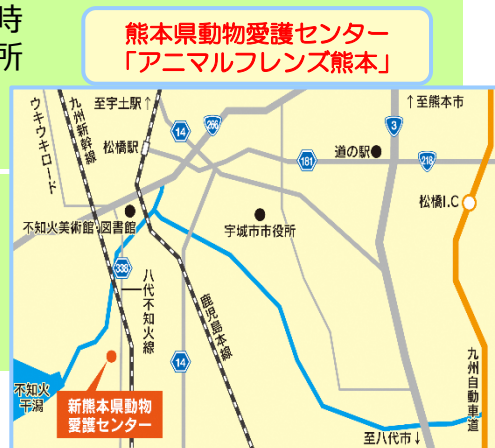 時
所
熊本県動物愛護センター
「アニマルフレンズ熊本」
ウキウキロード
九州新幹線
至宇土駅↑
14
266
3
↑至熊本市
松橋駅
181
道の駅
218
松橋I.C
不知火美術館・図書館
宇城市市役所
338
八代不知火線
鹿児島本線
14
不知火
干潟
新熊本県動物
愛護センター
九州自動車道
至八代市↓